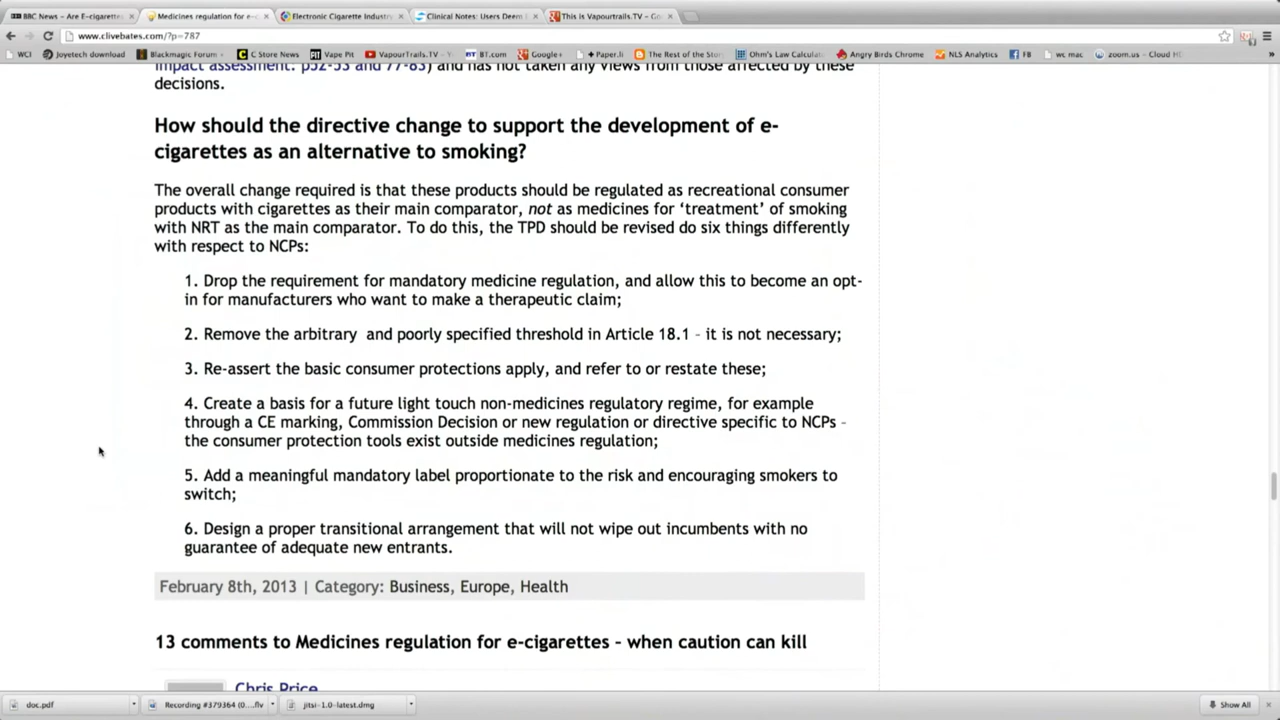 BBC News - Are E-cigarettes
Medicines regulation for e-c
Electronic Cigarette Industry
Clinical Notes: Users Deem
This is Vapourtrails.TV - Go
www.clivebates.com/?p=787
WCI
Joyetech download
Blackmagic Forum
C Store News
Vape Pit
VapourTrails.TV - Y
BT.com
Google+
+ Paper.li
The Rest of the Stor
Ohm's Law Calculat
Angry Birds Chrome
NLS Analytics
FB
wc mac
zoom.us - Cloud HD
impact assessment: p52-53 and 77-83) and has not taken any views from those affected by these
decisions.
How should the directive change to support the development of e-
cigarettes as an alternative to smoking?
The overall change required is that these products should be regulated as recreational consumer
products with cigarettes as their main comparator, not as medicines for ‘treatment’ of smoking
with NRT as the main comparator. To do this, the TPD should be revised do six things differently
with respect to NCPs:
1. Drop the requirement for mandatory medicine regulation, and allow this to become an opt-
in for manufacturers who want to make a therapeutic claim;
2. Remove the arbitrary and poorly specified threshold in Article 18.1 – it is not necessary;
3. Re-assert the basic consumer protections apply, and refer to or restate these;
4. Create a basis for a future light touch non-medicines regulatory regime, for example
through a CE marking, Commission Decision or new regulation or directive specific to NCPs –
the consumer protection tools exist outside medicines regulation;
5. Add a meaningful mandatory label proportionate to the risk and encouraging smokers to
switch;
6. Design a proper transitional arrangement that will not wipe out incumbents with no
guarantee of adequate new entrants.
February 8th, 2013 | Category: Business, Europe, Health
13 comments to Medicines regulation for e-cigarettes – when caution can kill
Chris Price
doc.pdf
Recording #379364 (0....flv
jitsi-1.0-latest.dmg
Show All